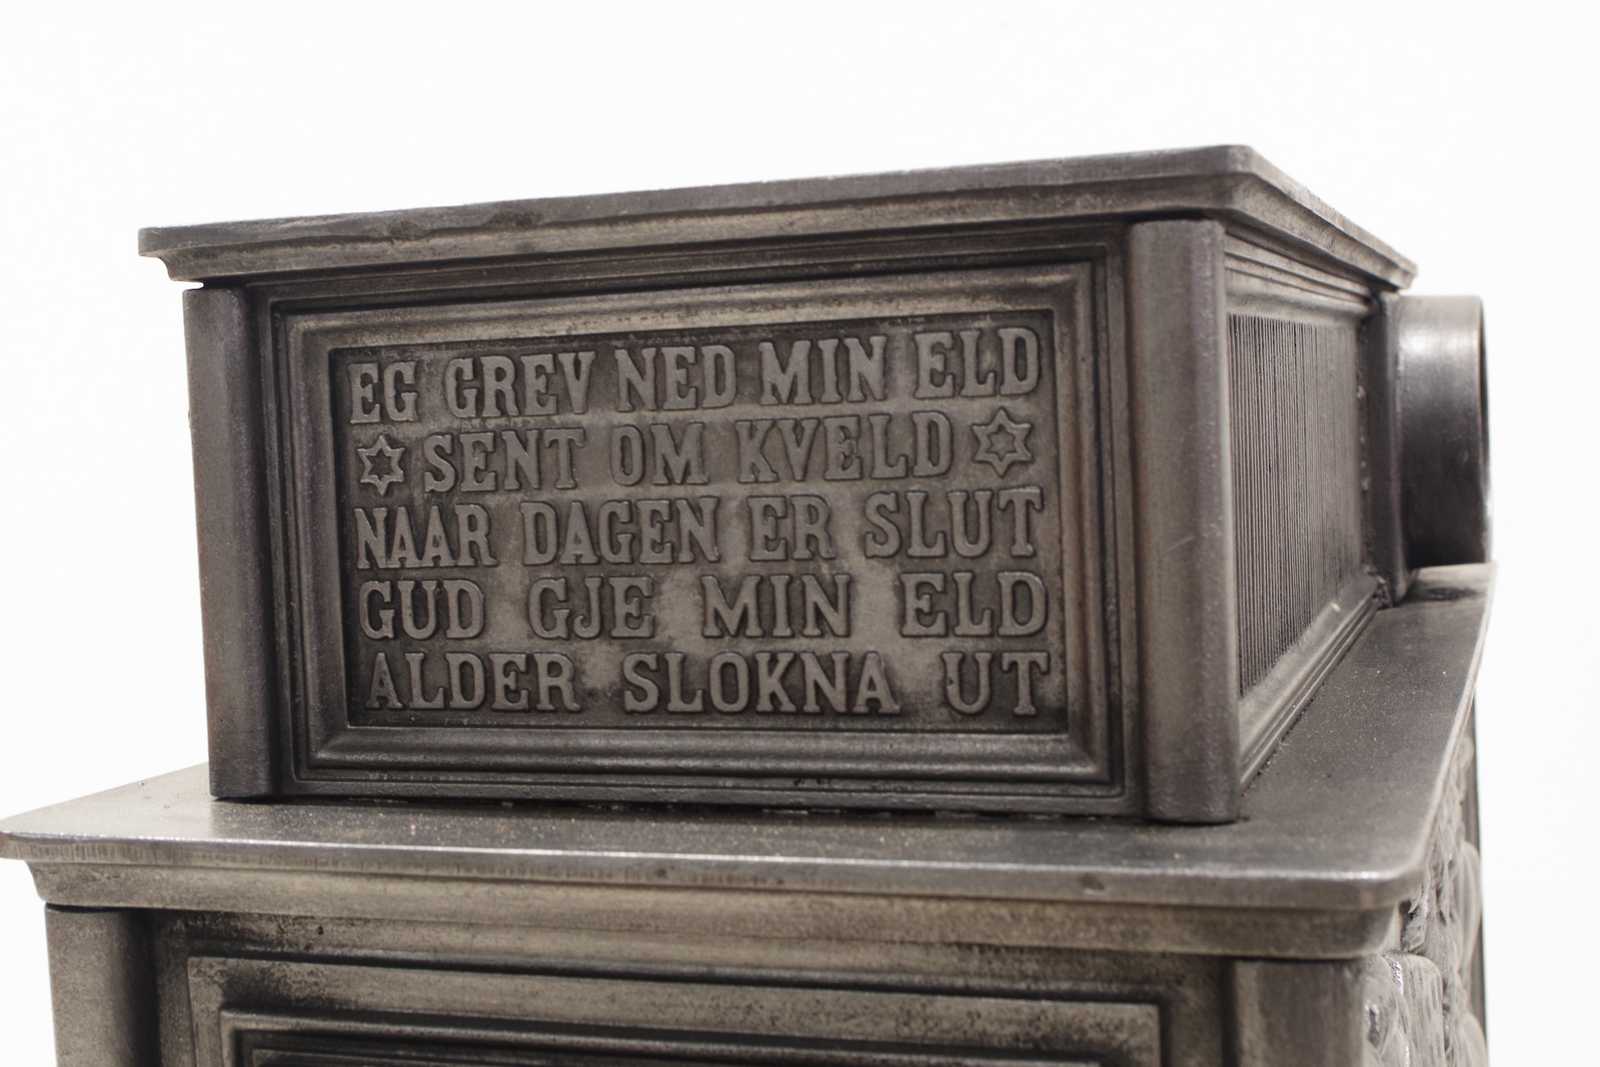 EG GREV NED MIN ELD
SENT OM KVELD
NAAR DAGEN ER SLUT
GUD GJE MIN ELD
ALDER SLOKNA UT